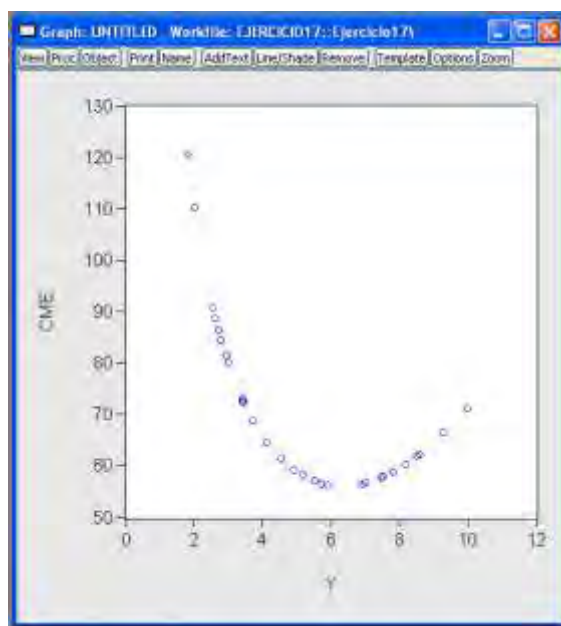 Graph: UNTITLED Workfile: EJERCICIO17::Ejercicio17\
View Proc Object Print Name AddText Line/Shade Remove Template Options Zoom
130
120
110
100
90
80
70
60
50
CME
0 2 4 6 8 10 12
Y